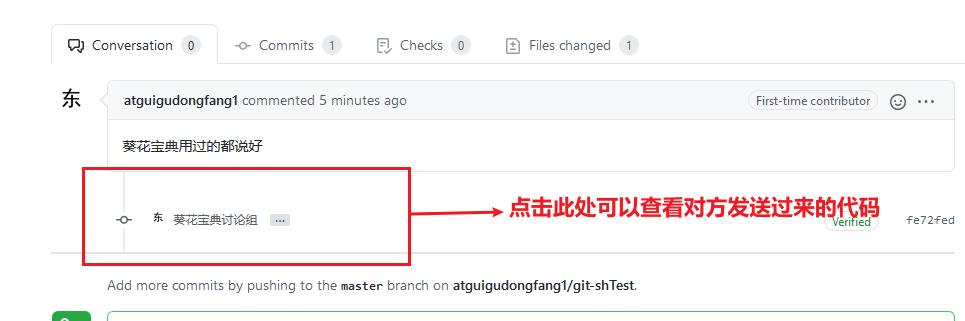 Conversation 0 Commits 1 Checks 0 Files changed 1
东 atguigudongfang1 commented 5 minutes ago First-time contributor
葵花宝典用过的都说好
点击此处可以查看对方发送过来的代码
东 葵花宝典讨论组 … Verified fe72fed
Add more commits by pushing to the master branch on atguigudongfang1/git-shTest.